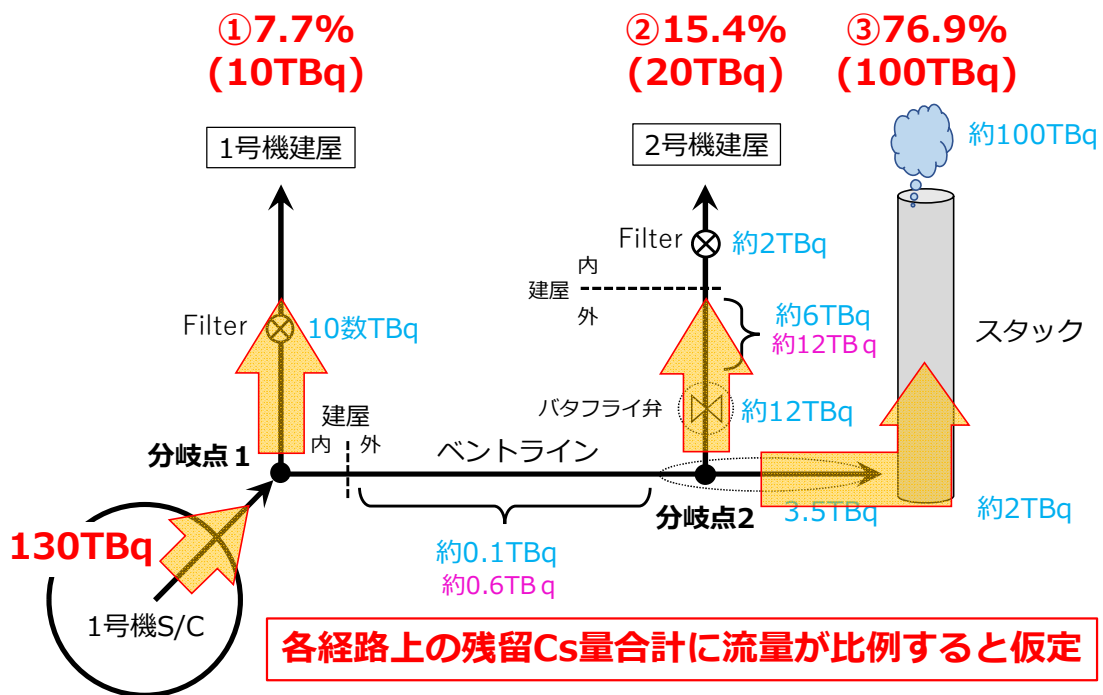 ①7.7%
(10TBq)
②15.4%
(20TBq)
③76.9%
(100TBq)
1号機建屋
2号機建屋
約100TBq
Filter
約2TBq
内
建屋
外
Filter
10数TBq
約6TBq
約12TBｑ
スタック
バタフライ弁
約12TBq
建屋
内
外
分岐点１
ベントライン
分岐点2
3.5TBq
約2TBq
130TBq
約0.1TBq
約0.6TBｑ
1号機S/C
各経路上の残留Cs量合計に流量が比例すると仮定